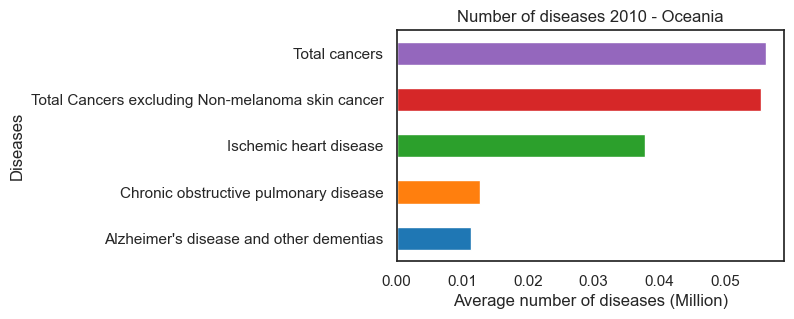 Number of diseases 2010 - Oceania
Diseases
Total cancers
Total Cancers excluding Non-melanoma skin cancer
Ischemic heart disease
Chronic obstructive pulmonary disease
Alzheimer's disease and other dementias
0.00 0.01 0.02 0.03 0.04 0.05
Average number of diseases (Million)